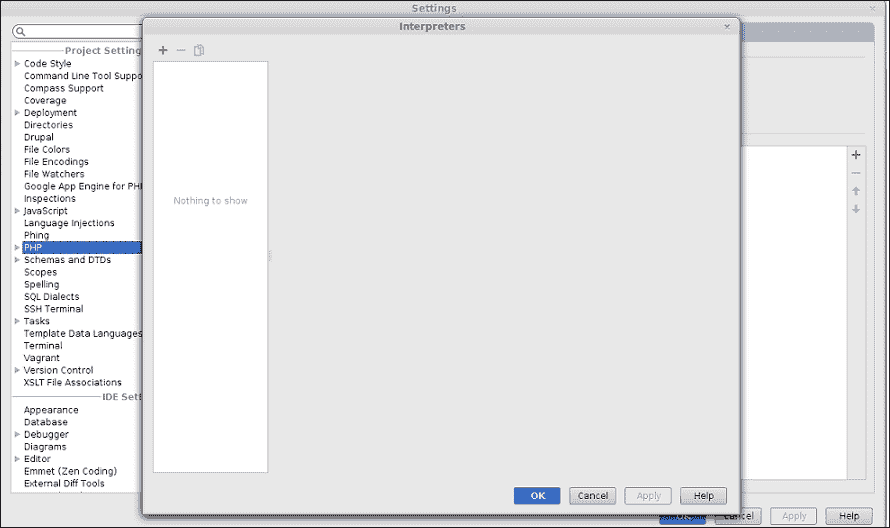 Settings
Interpreters
Project Settin
Code Style
Command Line Tool Suppo
Compass Support
Coverage
Deployment
Directories
Drupal
File Colors
File Encodings
File Watchers
Google App Engine for PH
Inspections
JavaScript
Language Injections
Phing
PHP
Schemas and DTDs
Scopes
Spelling
SQL Dialects
SSH Terminal
Tasks
Template Data Languages
Terminal
Vagrant
Version Control
XSLT File Associations
IDE Sett
Appearance
Database
Debugger
Diagrams
Editor
Emmet (Zen Coding)
External Diff Tools
Nothing to show
OK Cancel Apply Help
Cancel Apply Help